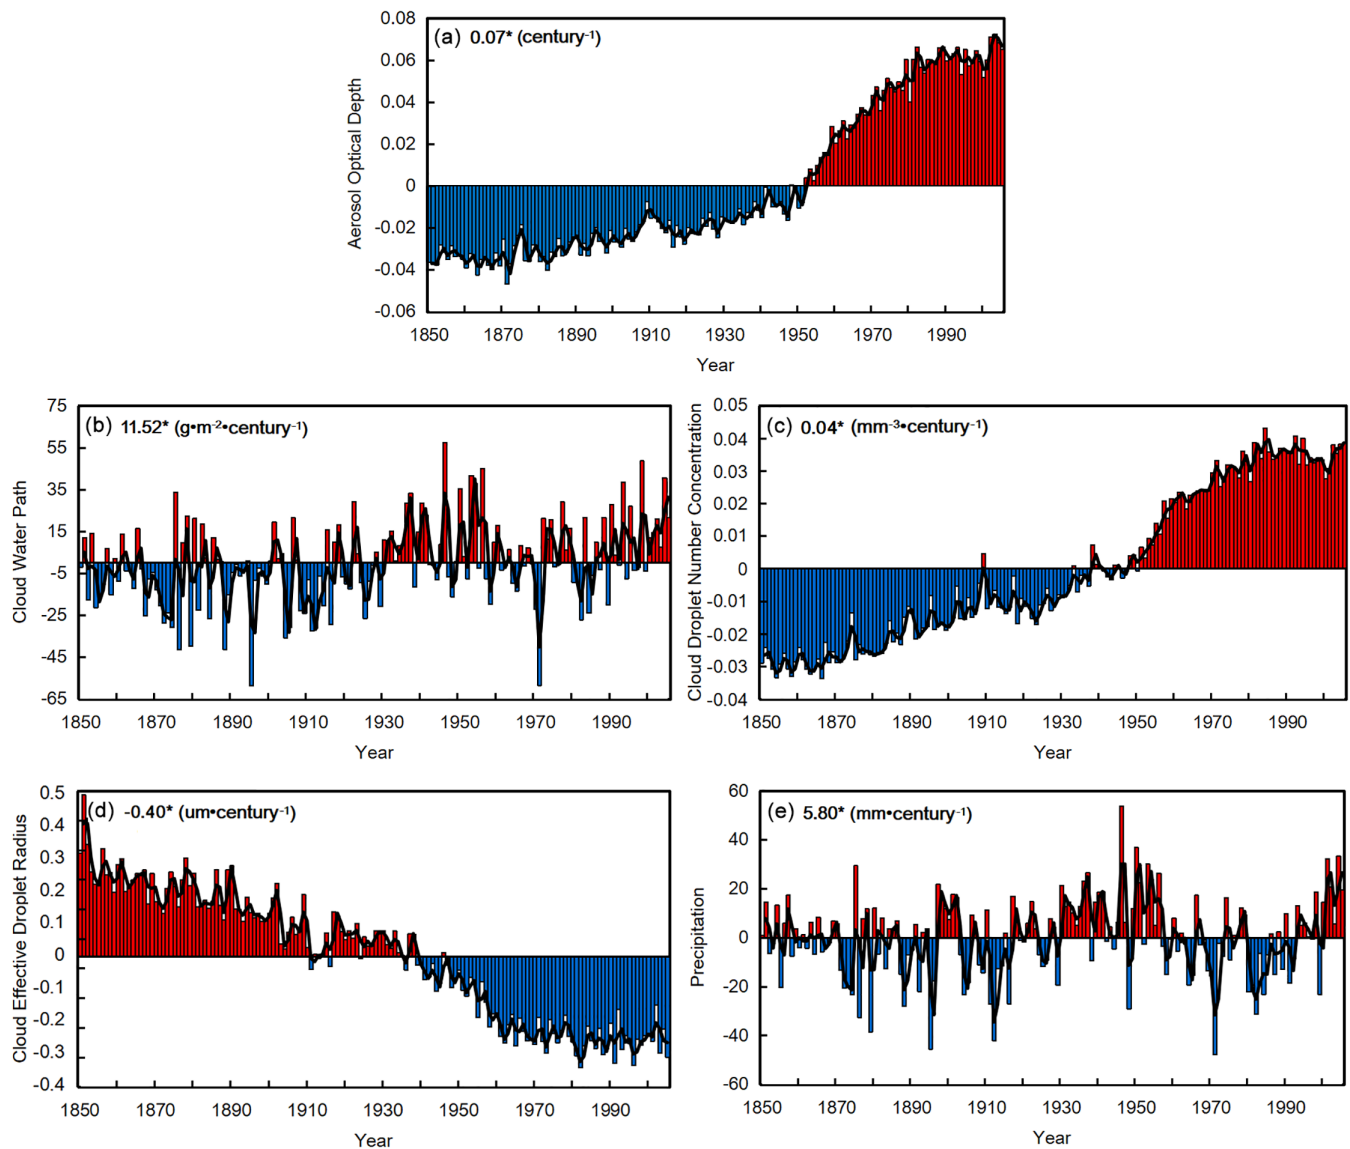 (a) 0.07* (century-1)
0.08
0.06
0.04
0.02
0
-0.02
-0.04
-0.06
Aerosol Optical Depth
1850 1870 1890 1910 1930 1950 1970 1990
Year
(b) 11.52* (g•m-2•century-1)
75
55
35
15
-5
-25
-45
-65
Cloud Water Path
1850 1870 1890 1910 1930 1950 1970 1990
Year
(c) 0.04* (mm-3•century-1)
0.05
0.04
0.03
0.02
0.01
0
-0.01
-0.02
-0.03
-0.04
Cloud Droplet Number Concentration
1850 1870 1890 1910 1930 1950 1970 1990
Year
(d) -0.40* (um•century-1)
0.5
0.4
0.3
0.2
0.1
0
-0.1
-0.2
-0.3
-0.4
Cloud Effective Droplet Radius
1850 1870 1890 1910 1930 1950 1970 1990
Year
(e) 5.80* (mm•century-1)
60
40
20
0
-20
-40
-60
Precipitation
1850 1870 1890 1910 1930 1950 1970 1990
Year